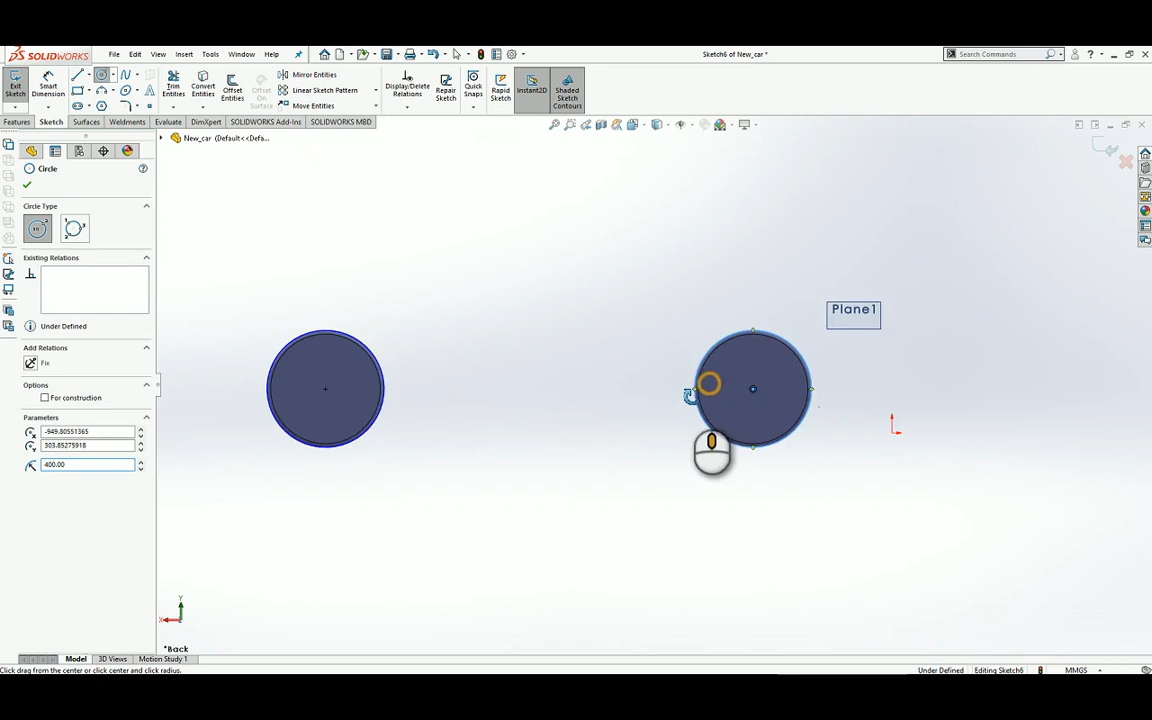 SOLIDWORKS File Edit View Insert Tools Window Help Sketch6 of New_car * Search Commands
Exit Sketch
Smart Dimension
Trim Entities
Convert Entities
Offset Entities
Offset On Surface
Mirror Entities
Linear Sketch Pattern
Move Entities
Display/Delete Relations
Repair Sketch
Quick Snaps
Rapid Sketch
Instant2D
Shaded Sketch Contours
Features Sketch Surfaces Weldments Evaluate DimXpert SOLIDWORKS Add-Ins SOLIDWORKS MBD
New_car (Default<<Defa...
Circle
Circle Type
Existing Relations
Under Defined
Add Relations
Fix
Options
For construction
Parameters
-949.80551365
303.85275918
400.00
Plane1
Y
X
*Back
Model 3D Views Motion Study 1
Click drag from the center or click center and click radius. Under Defined Editing Sketch6 MMGS